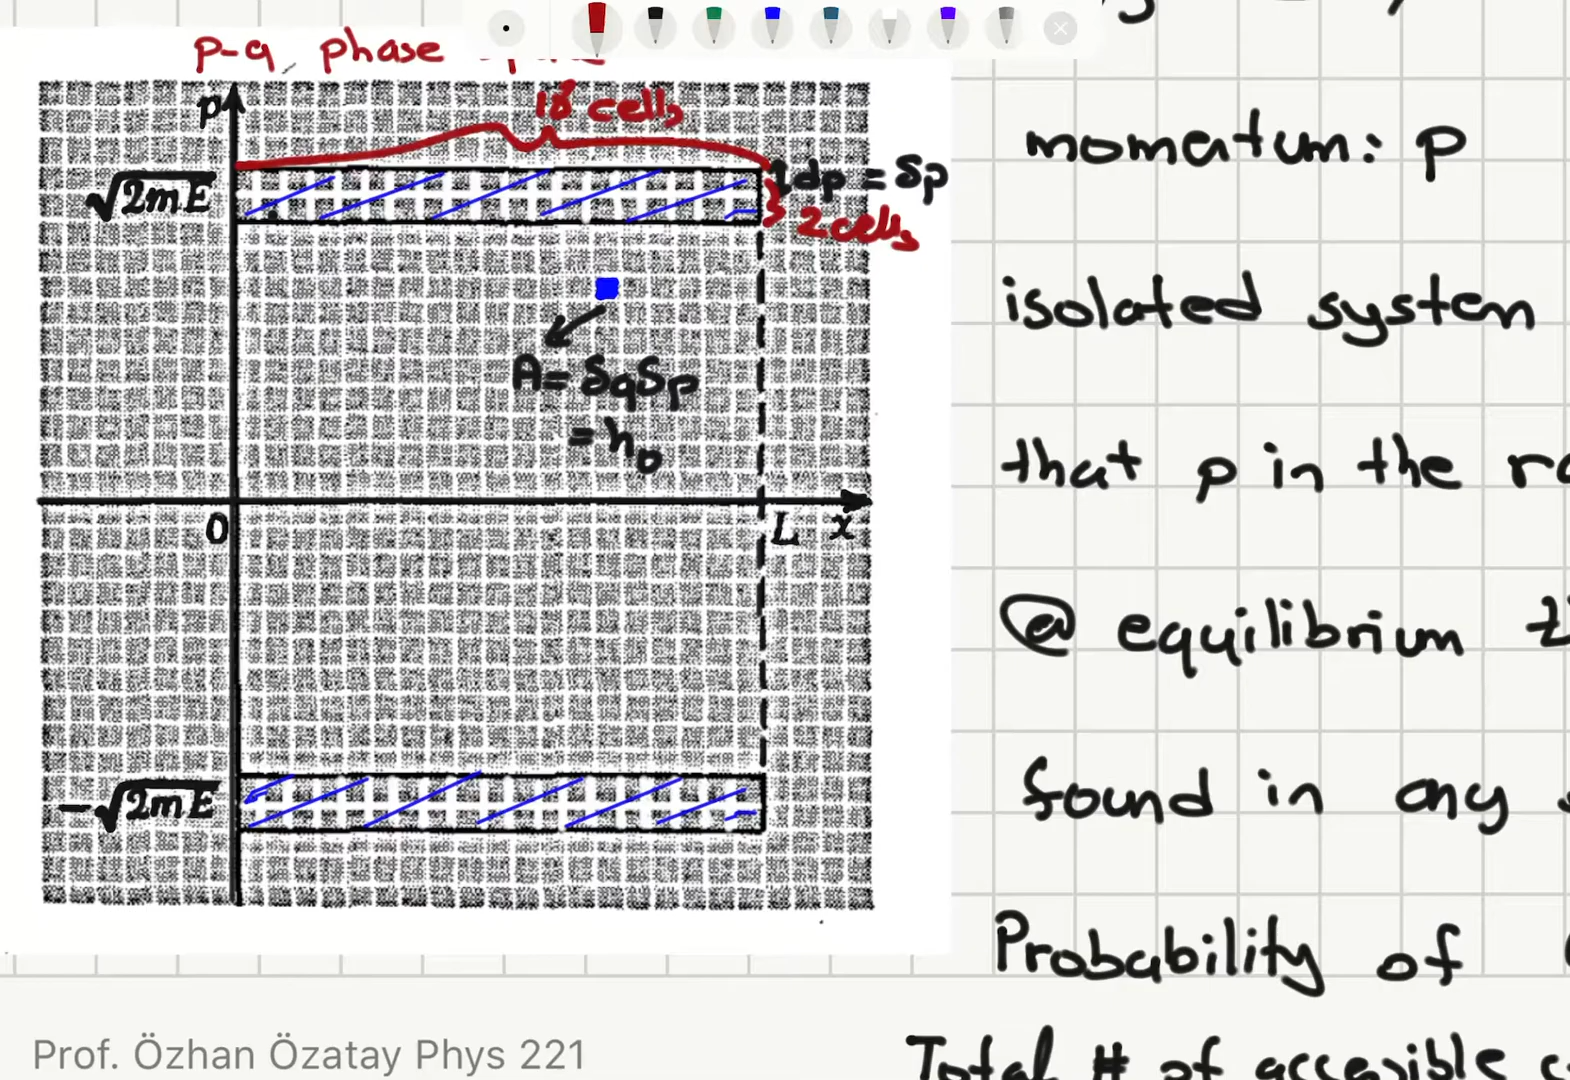 p-q phase
p
18 cells
√2mE
dp = δp
2 cells
A = δqδp
= h₀
0
L
x
-√2mE
momentum: p
isolated system
that p in the
@ equilibrium
found in any
Probability of
Total # of accesible
Prof. Özhan Özatay Phys 221